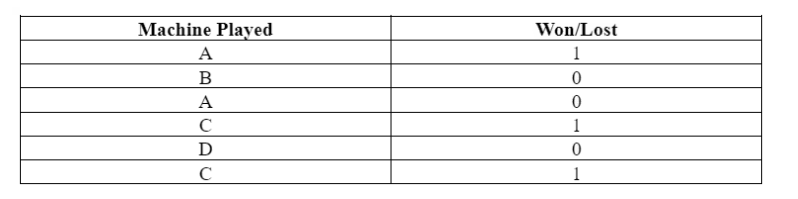 Machine Played Won/Lost
A 1
B 0
A 0
C 1
D 0
C 1